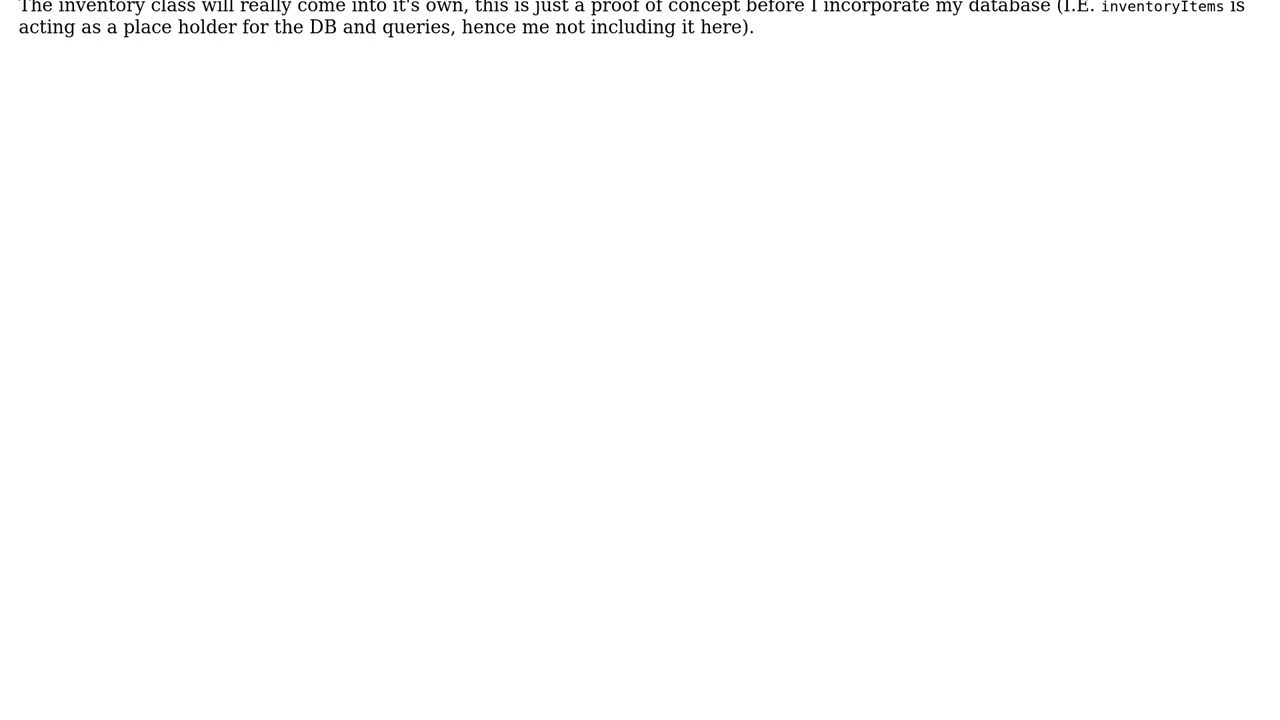 The inventory class will really come into it's own, this is just a proof of concept before I incorporate my database (I.E. inventoryItems is
acting as a place holder for the DB and queries, hence me not including it here).